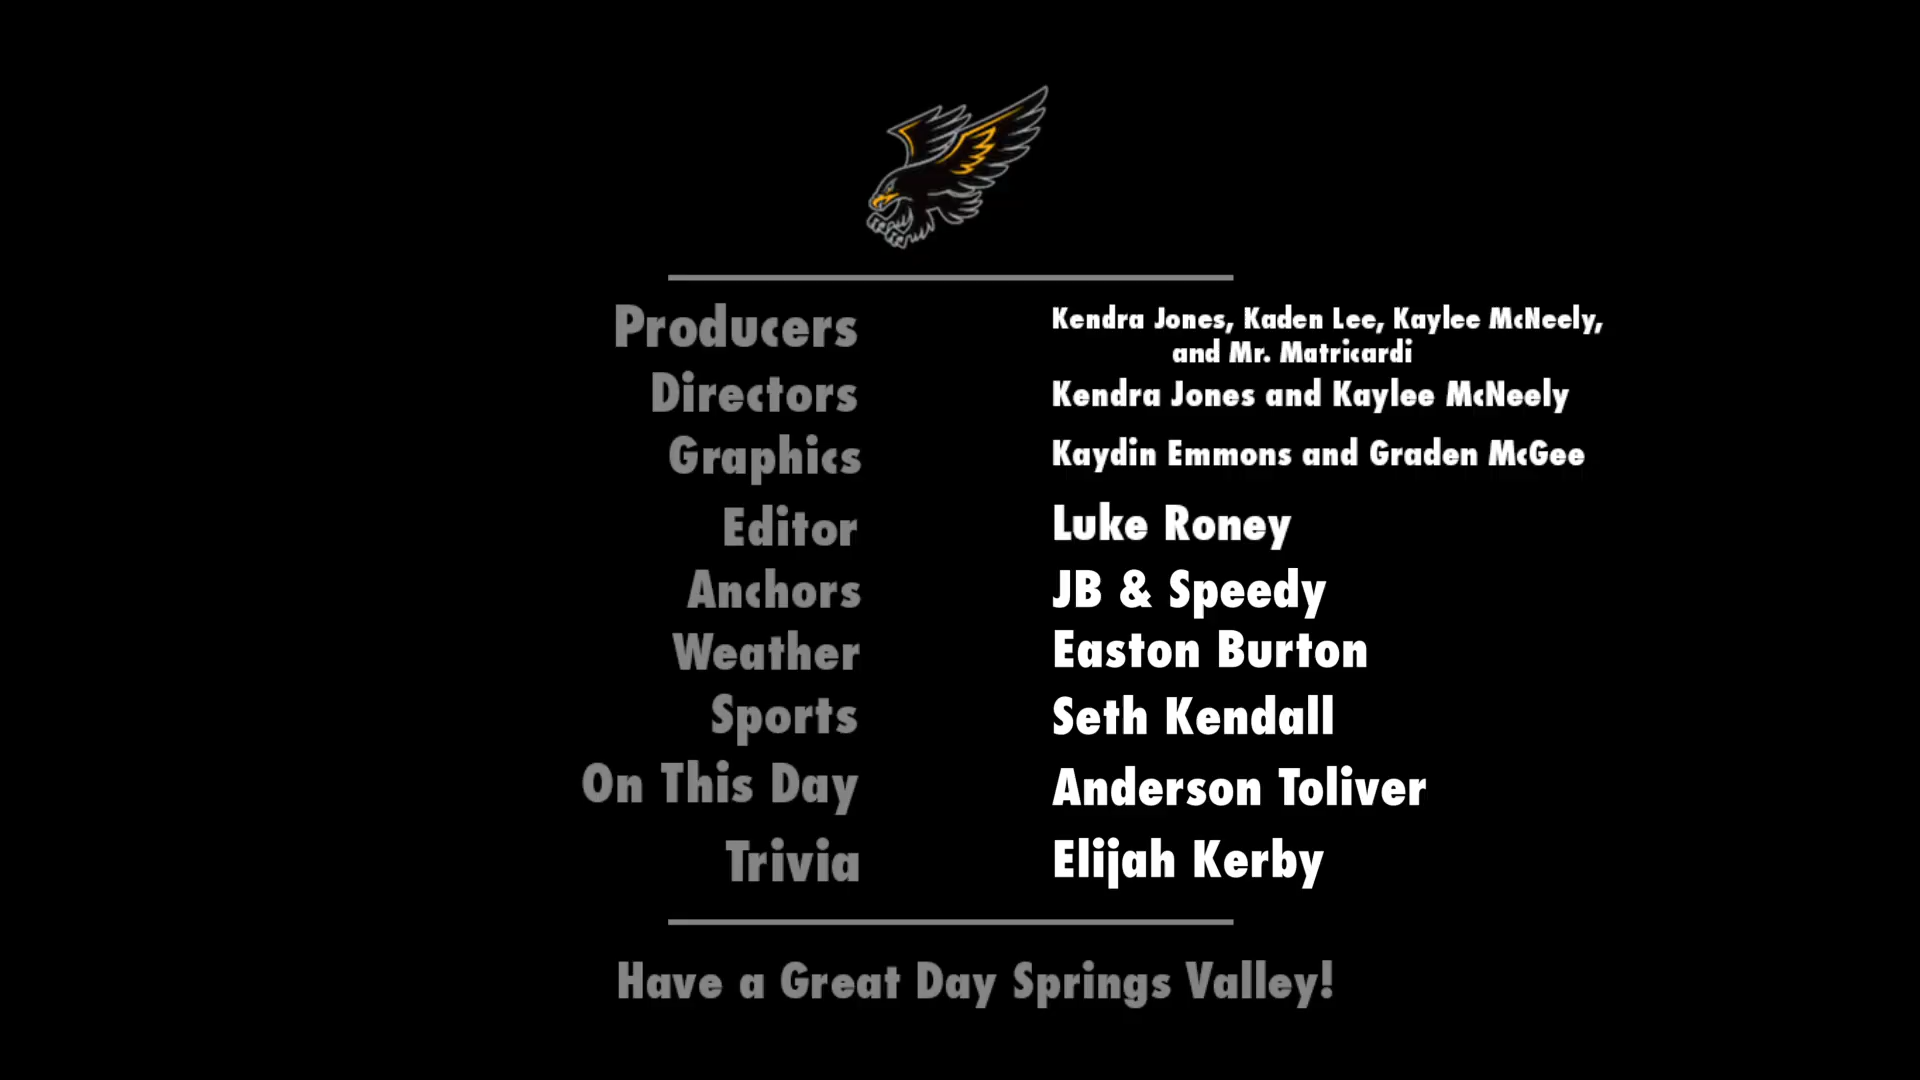 Producers Kendra Jones, Kaden Lee, Kaylee McNeely,
and Mr. Matricardi
Directors Kendra Jones and Kaylee McNeely
Graphics Kaydin Emmons and Graden McGee
Editor Luke Roney
Anchors JB & Speedy
Weather Easton Burton
Sports Seth Kendall
On This Day Anderson Toliver
Trivia Elijah Kerby
Have a Great Day Springs Valley!